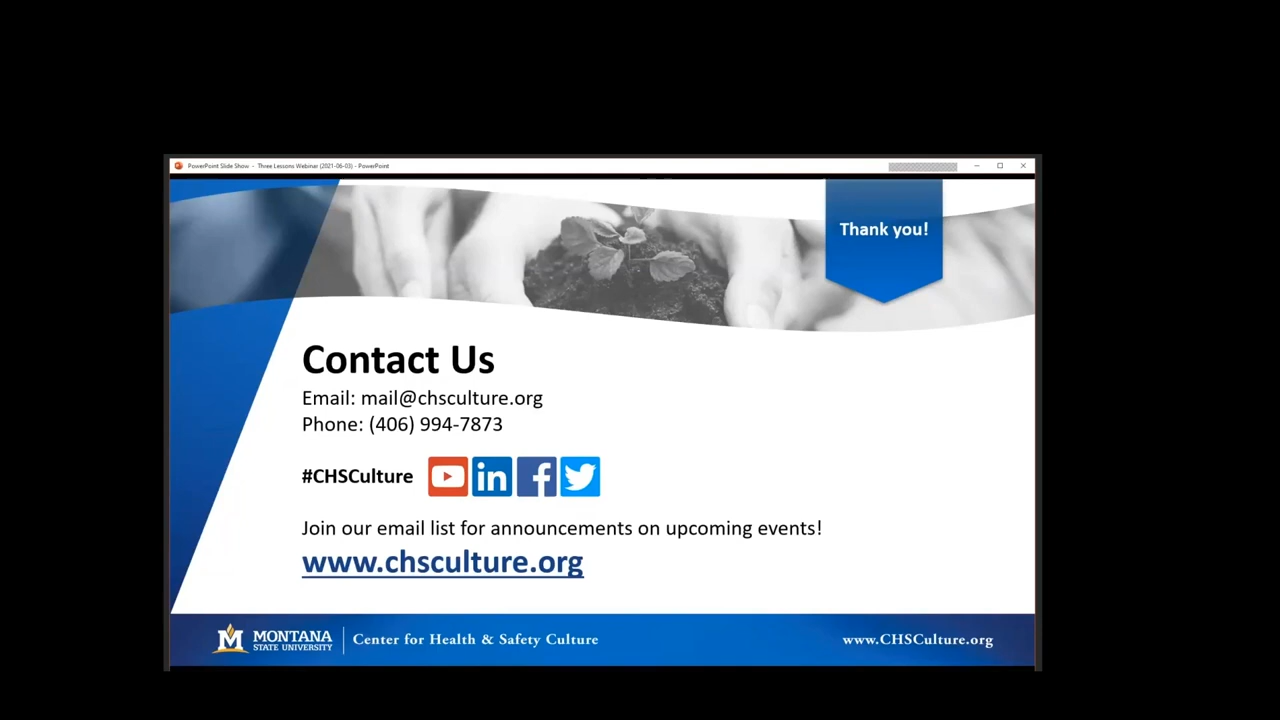 PowerPoint Slide Show - Three Lessons Webinar (2021-06-03) - PowerPoint
Thank you!
Contact Us
Email: mail@chsculture.org
Phone: (406) 994-7873
#CHSCulture
Join our email list for announcements on upcoming events!
www.chsculture.org
M MONTANA
STATE UNIVERSITY
Center for Health & Safety Culture
www.CHSCulture.org